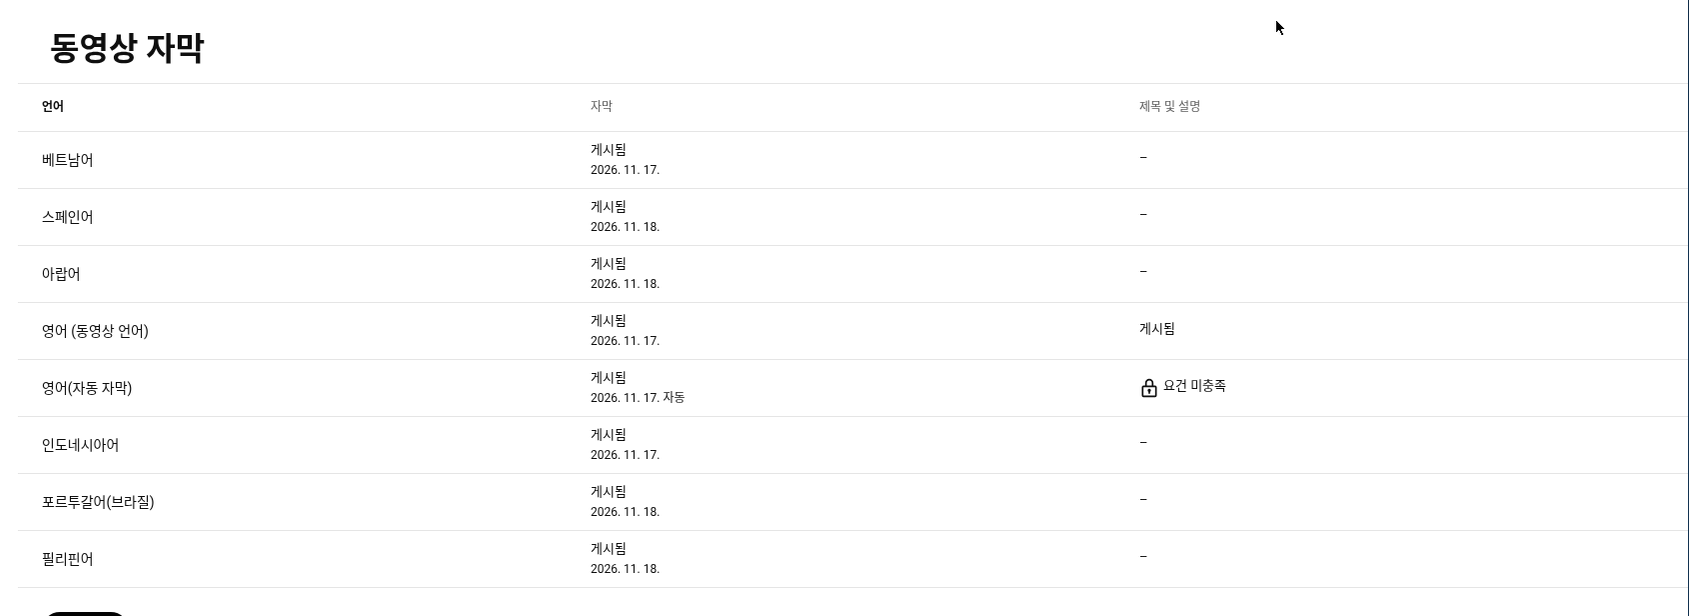 동영상 자막
언어 자막 제목 및 설명
베트남어 게시됨 –
2026. 11. 17.
스페인어 게시됨 –
2026. 11. 18.
아랍어 게시됨 –
2026. 11. 18.
영어 (동영상 언어) 게시됨 게시됨
2026. 11. 17.
영어(자동 자막) 게시됨 요건 미충족
2026. 11. 17. 자동
인도네시아어 게시됨 –
2026. 11. 17.
포르투갈어(브라질) 게시됨 –
2026. 11. 18.
필리핀어 게시됨 –
2026. 11. 18.